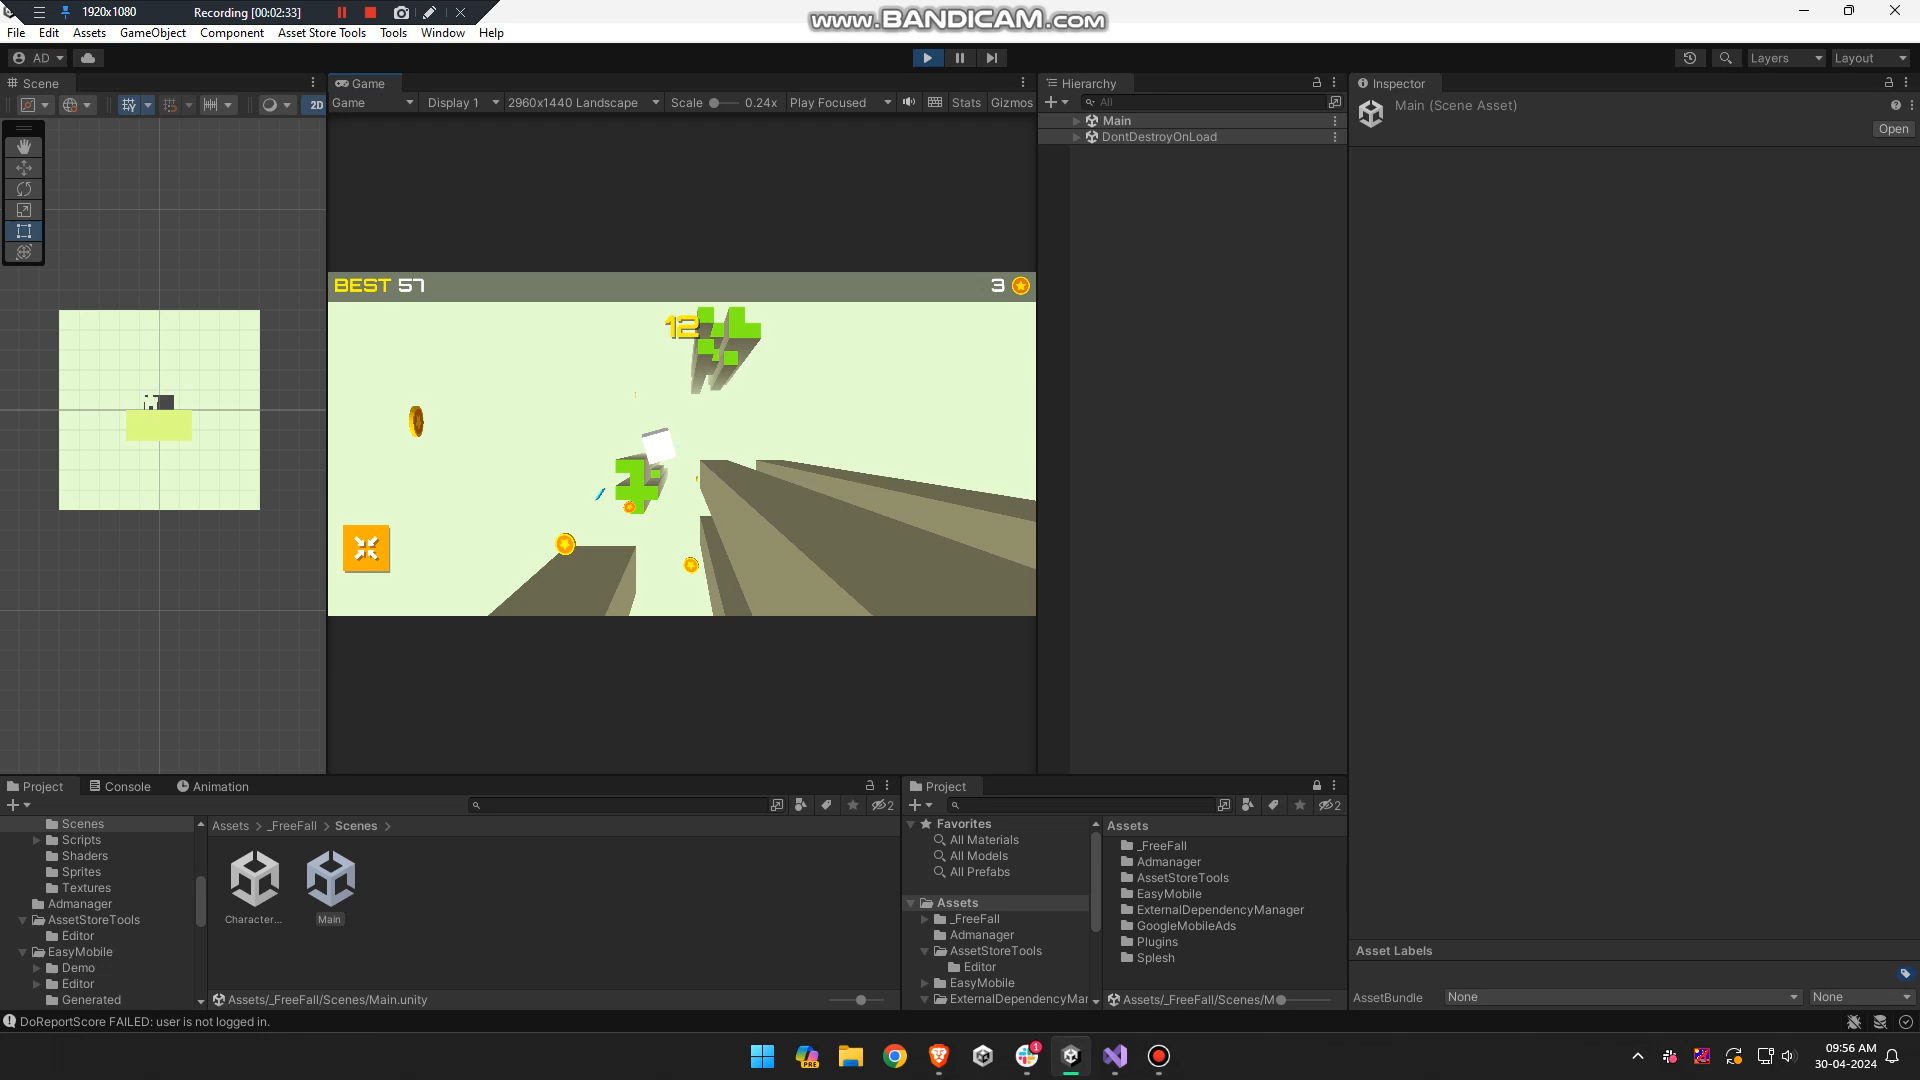 1920x1080
Recording [00:02:33]
www.BANDICAM.com
File Edit Assets GameObject Component Asset Store Tools Tools Window Help
AD
Layers
Layout
Scene
Game
Hierarchy
Inspector
2D
Game
Display 1
2960x1440 Landscape
Scale
0.24x
Play Focused
Stats
Gizmos
All
Main (Scene Asset)
Open
Main
DontDestroyOnLoad
BEST 57
3
12
Project
Console
Animation
Project
2
2
Scenes
Scripts
Shaders
Sprites
Textures
Admanager
AssetStoreTools
Editor
EasyMobile
Demo
Editor
Generated
Assets > _FreeFall > Scenes >
Character...
Main
Assets/_FreeFall/Scenes/Main.unity
Favorites
All Materials
All Models
All Prefabs
Assets
_FreeFall
Admanager
AssetStoreTools
Editor
EasyMobile
ExternalDependencyMar
Assets
_FreeFall
Admanager
AssetStoreTools
EasyMobile
ExternalDependencyManager
GoogleMobileAds
Plugins
Splesh
Assets/_FreeFall/Scenes/M
Asset Labels
AssetBundle
None
None
DoReportScore FAILED: user is not logged in.
PRE
1
09:56 AM
30-04-2024